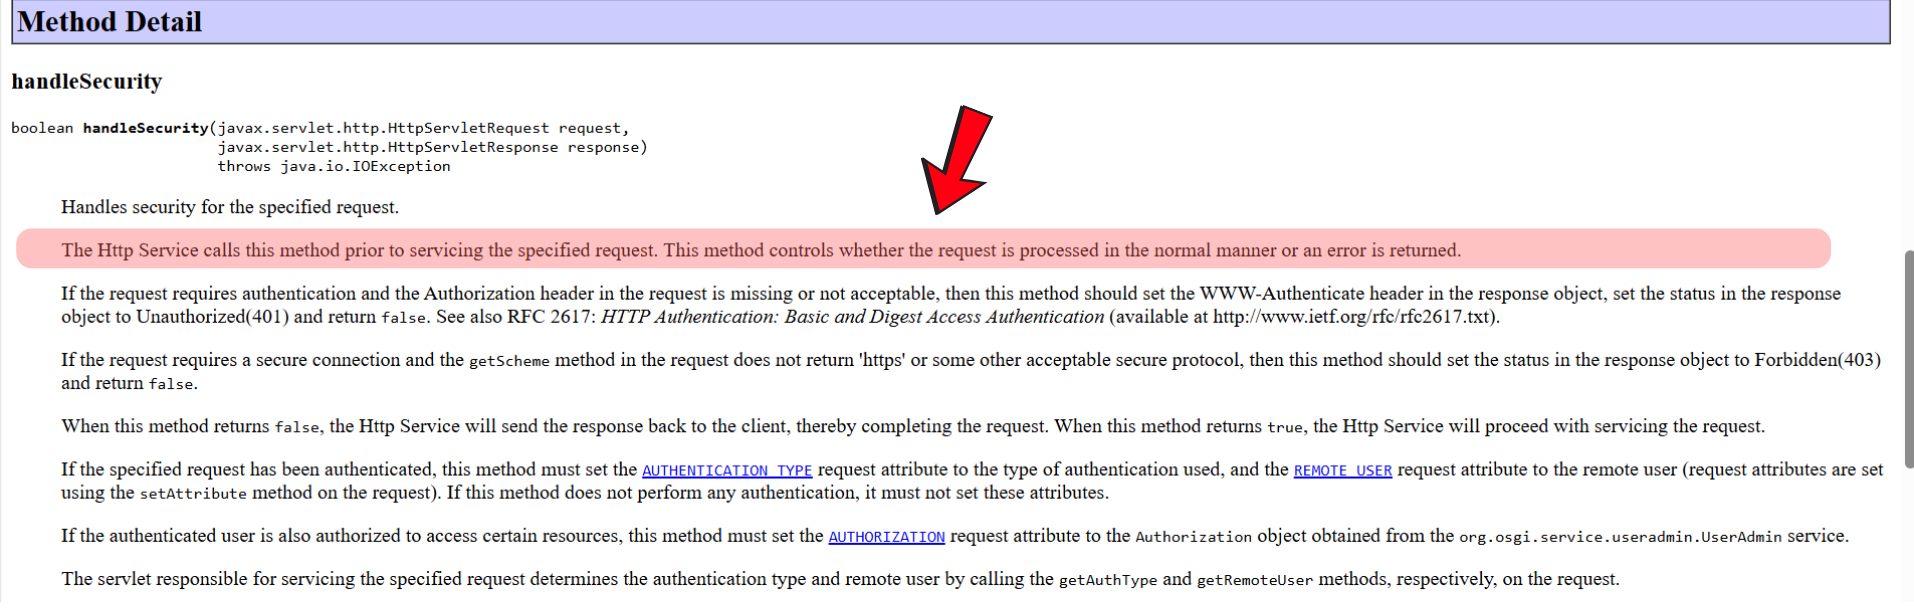 Method Detail
handleSecurity
boolean handleSecurity(javax.servlet.http.HttpServletRequest request,
javax.servlet.http.HttpServletResponse response)
throws java.io.IOException
Handles security for the specified request.
The Http Service calls this method prior to servicing the specified request. This method controls whether the request is processed in the normal manner or an error is returned.
If the request requires authentication and the Authorization header in the request is missing or not acceptable, then this method should set the WWW-Authenticate header in the response object, set the status in the response
object to Unauthorized(401) and return false. See also RFC 2617: HTTP Authentication: Basic and Digest Access Authentication (available at http://www.ietf.org/rfc/rfc2617.txt).
If the request requires a secure connection and the getScheme method in the request does not return 'https' or some other acceptable secure protocol, then this method should set the status in the response object to Forbidden(403)
and return false.
When this method returns false, the Http Service will send the response back to the client, thereby completing the request. When this method returns true, the Http Service will proceed with servicing the request.
If the specified request has been authenticated, this method must set the AUTHENTICATION_TYPE request attribute to the type of authentication used, and the REMOTE_USER request attribute to the remote user (request attributes are set
using the setAttribute method on the request). If this method does not perform any authentication, it must not set these attributes.
If the authenticated user is also authorized to access certain resources, this method must set the AUTHORIZATION request attribute to the Authorization object obtained from the org.osgi.service.useradmin.UserAdmin service.
The servlet responsible for servicing the specified request determines the authentication type and remote user by calling the getAuthType and getRemoteUser methods, respectively, on the request.